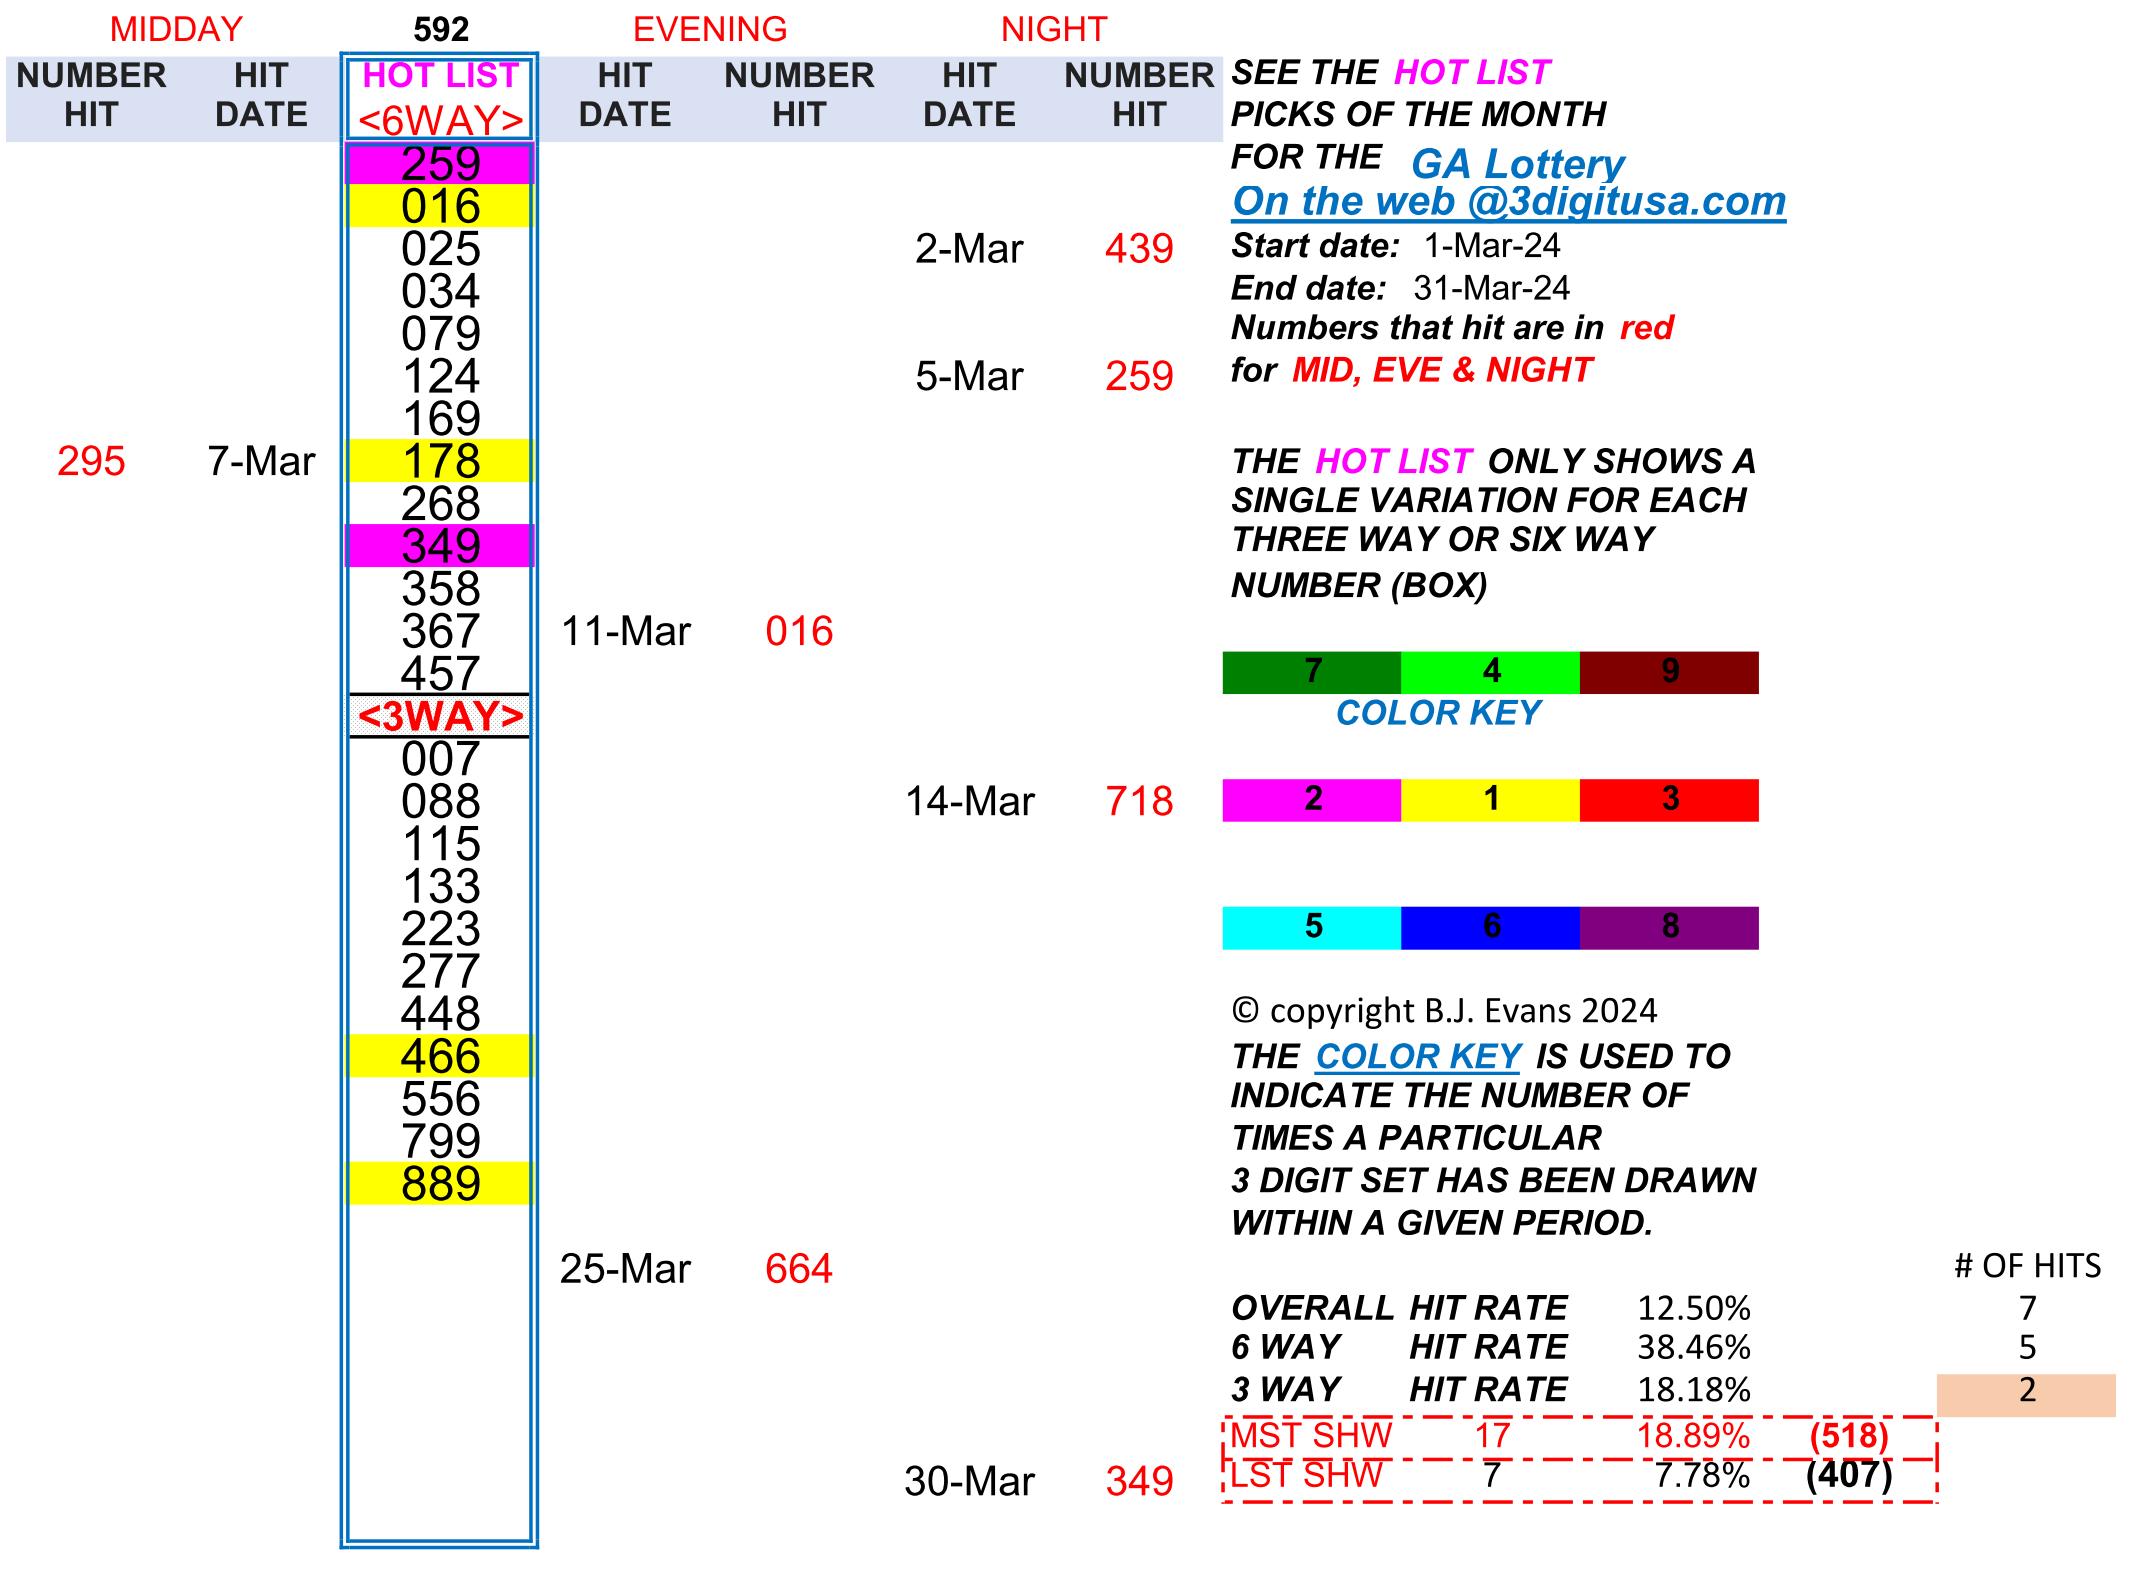 MIDDAY 592 EVENING NIGHT
NUMBER HIT HOT LIST HIT NUMBER HIT NUMBER SEE THE HOT LIST
HIT DATE <6WAY> DATE HIT DATE HIT PICKS OF THE MONTH
259 FOR THE GA Lottery
016 On the web @3digitusa.com
025 2-Mar 439 Start date: 1-Mar-24
034 End date: 31-Mar-24
079 Numbers that hit are in red
124 5-Mar 259 for MID, EVE & NIGHT
169
295 7-Mar 178 THE HOT LIST ONLY SHOWS A
268 SINGLE VARIATION FOR EACH
349 THREE WAY OR SIX WAY
358 NUMBER (BOX)
367 11-Mar 016
457 7 4 9
<3WAY> COLOR KEY
007
088 14-Mar 718 2 1 3
115
133
223 5 6 8
277
448 © copyright B.J. Evans 2024
466 THE COLOR KEY IS USED TO
556 INDICATE THE NUMBER OF
799 TIMES A PARTICULAR
889 3 DIGIT SET HAS BEEN DRAWN
WITHIN A GIVEN PERIOD.
25-Mar 664 # OF HITS
OVERALL HIT RATE 12.50% 7
6 WAY HIT RATE 38.46% 5
3 WAY HIT RATE 18.18% 2
MST SHW 17 18.89% (518)
30-Mar 349 LST SHW 7 7.78% (407)